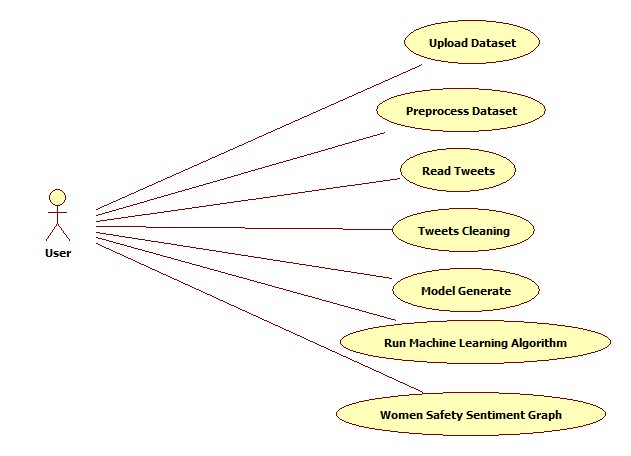 Upload Dataset
Preprocess Dataset
Read Tweets
Tweets Cleaning
User
Model Generate
Run Machine Learning Algorithm
Women Safety Sentiment Graph